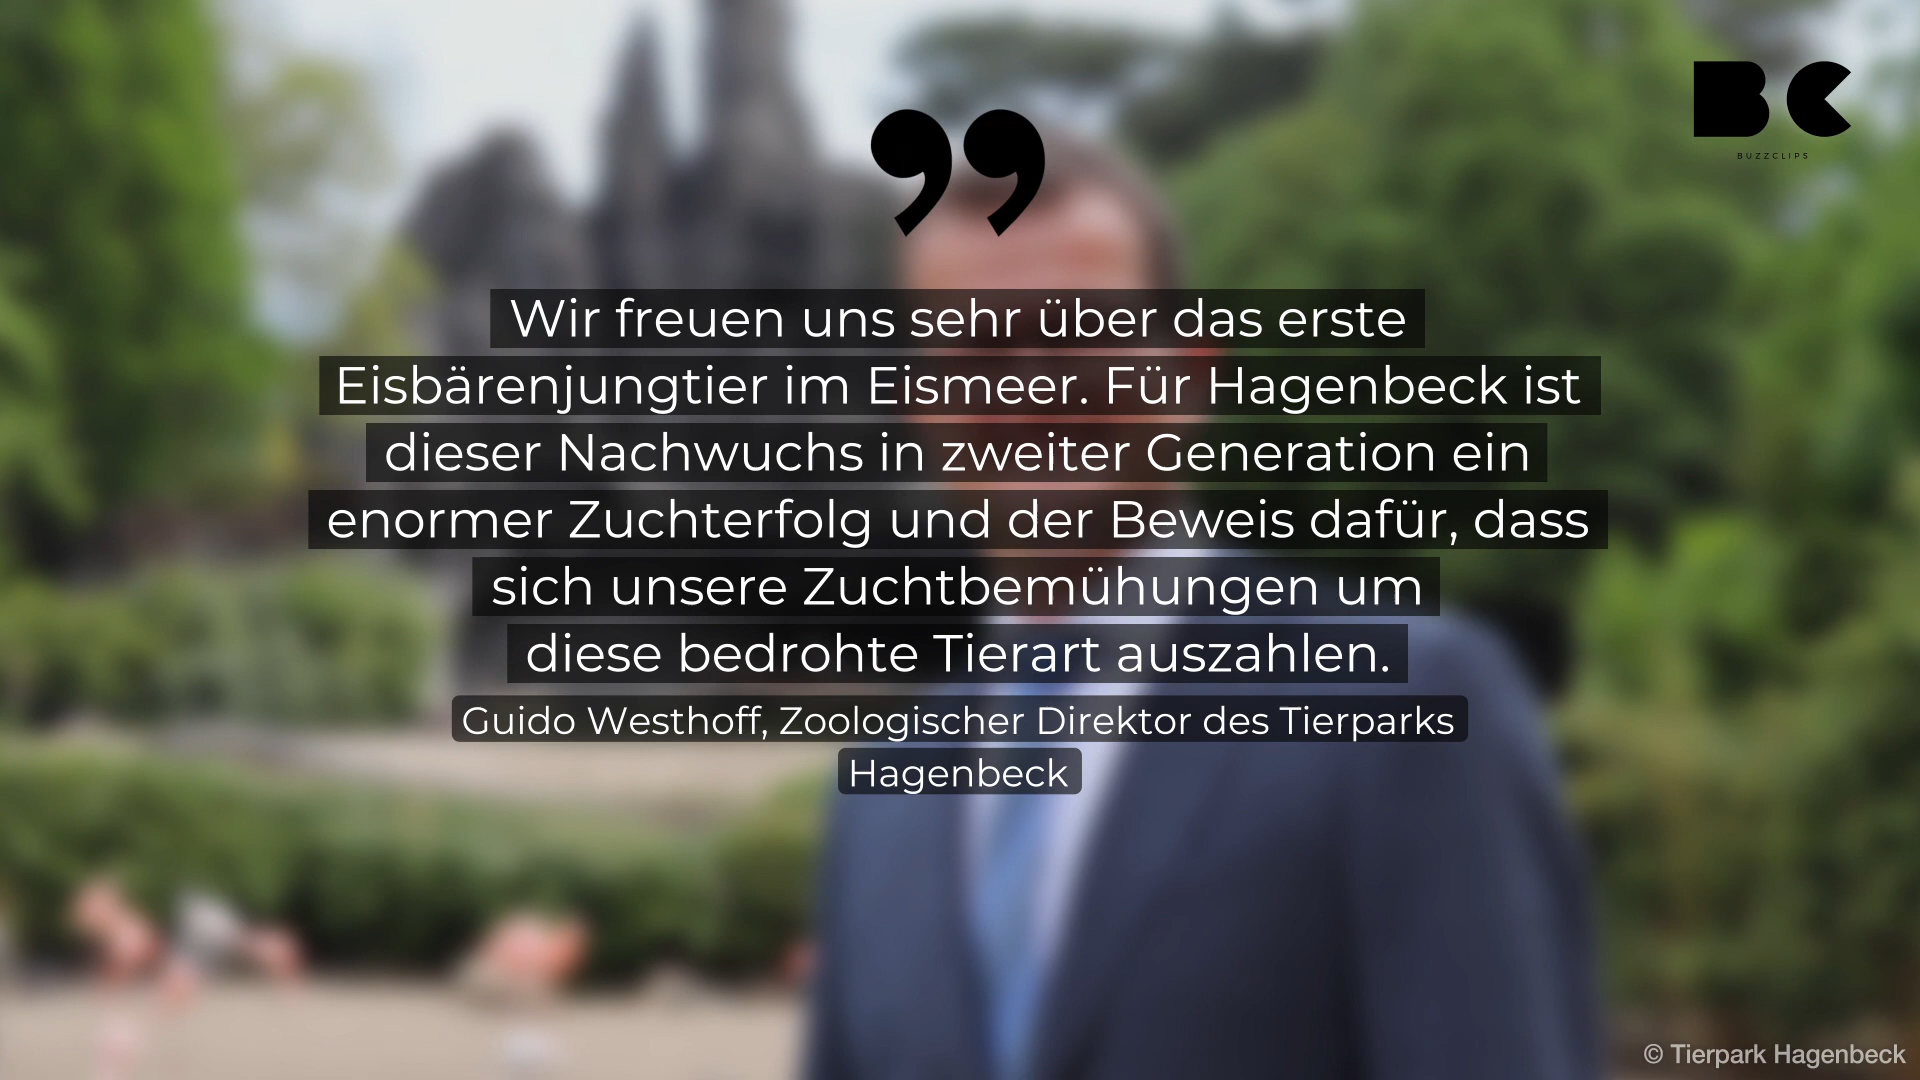 BC
BUZZCLIPS
”
Wir freuen uns sehr über das erste
Eisbärenjungtier im Eismeer. Für Hagenbeck ist
dieser Nachwuchs in zweiter Generation ein
enormer Zuchterfolg und der Beweis dafür, dass
sich unsere Zuchtbemühungen um
diese bedrohte Tierart auszahlen.
Guido Westhoff, Zoologischer Direktor des Tierparks
Hagenbeck
© Tierpark Hagenbeck